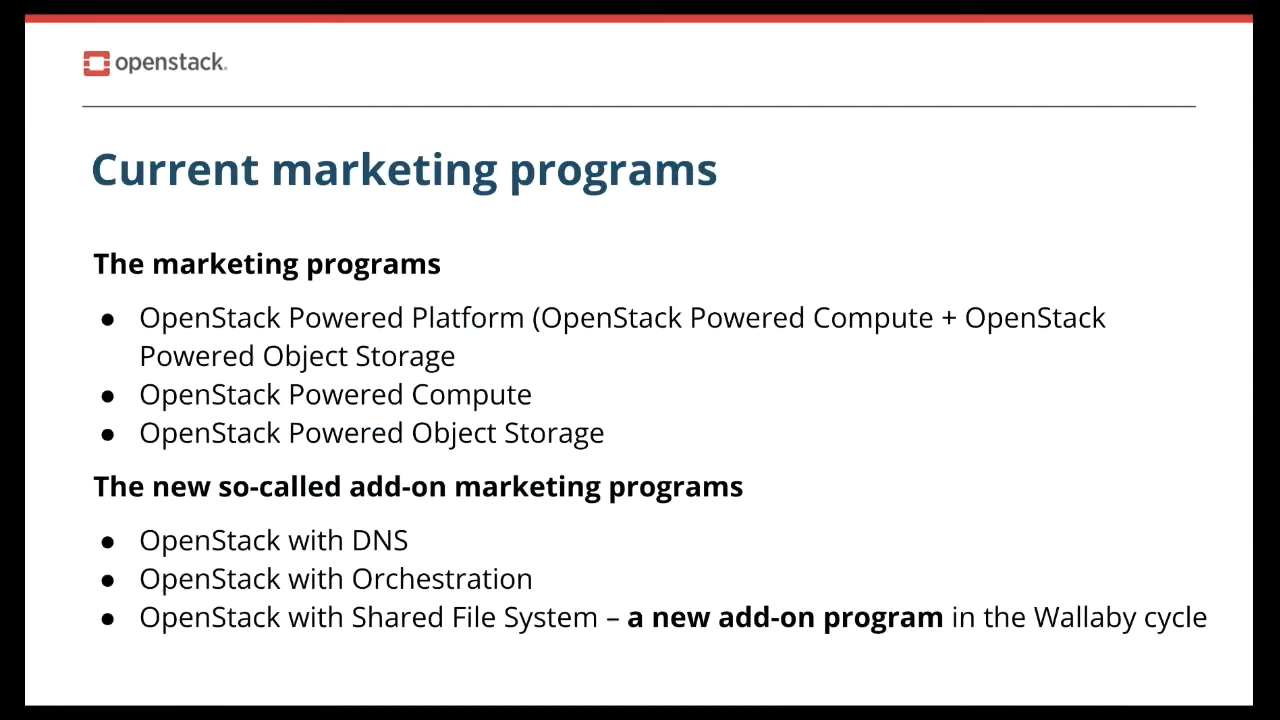 openstack.
Current marketing programs
The marketing programs
● OpenStack Powered Platform (OpenStack Powered Compute + OpenStack
Powered Object Storage
● OpenStack Powered Compute
● OpenStack Powered Object Storage
The new so-called add-on marketing programs
● OpenStack with DNS
● OpenStack with Orchestration
● OpenStack with Shared File System – a new add-on program in the Wallaby cycle